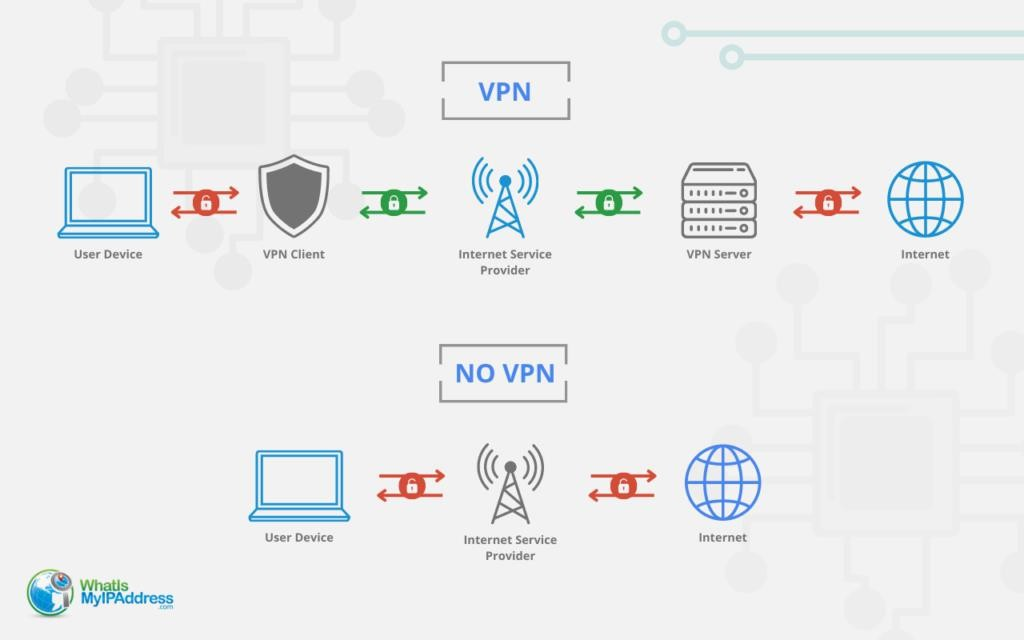 VPN
User Device
VPN Client
Internet Service
Provider
VPN Server
Internet
NO VPN
User Device
Internet Service
Provider
Internet
WhatIs
MyIPAddress
.com